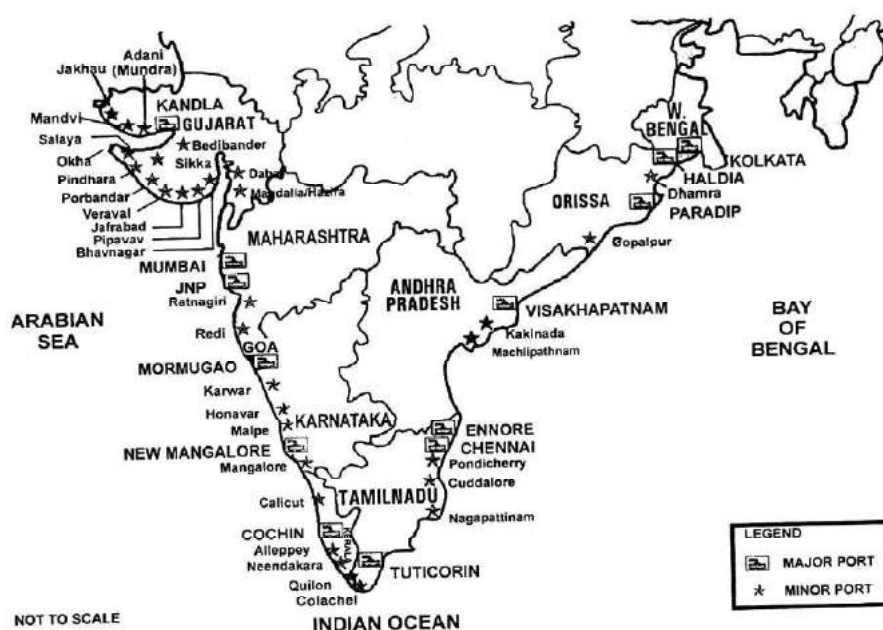 Adani
Jakhau (Mundra)
KANDLA
Mandvi
GUJARAT
Salaya
Bedibander
Okha
Sikka
Pindhara
Porbandar
Veraval
Jafrabad
Pipavav
Bhavnagar
MAHARASHTRA
MUMBAI
JNP
Ratnagiri
ARABIAN
SEA
Redi
GOA
MORMUGAO
Karwar
Honavar
KARNATAKA
Malpe
NEW MANGALORE
Mangalore
Calicut
COCHIN
KERALA
Alleppey
Neendakara
Quilon
Colachel
TUTICORIN
TAMILNADU
W.
BENGAL
KOLKATA
HALDIA
Dhamra
ORISSA
PARADIP
Gopalpur
ANDHRA
PRADESH
VISAKHAPATNAM
Kakinada
Machlipathnam
BAY
OF
BENGAL
ENNORE
CHENNAI
Pondicherry
Cuddalore
Nagapattinam
LEGEND
MAJOR PORT
MINOR PORT
NOT TO SCALE
INDIAN OCEAN